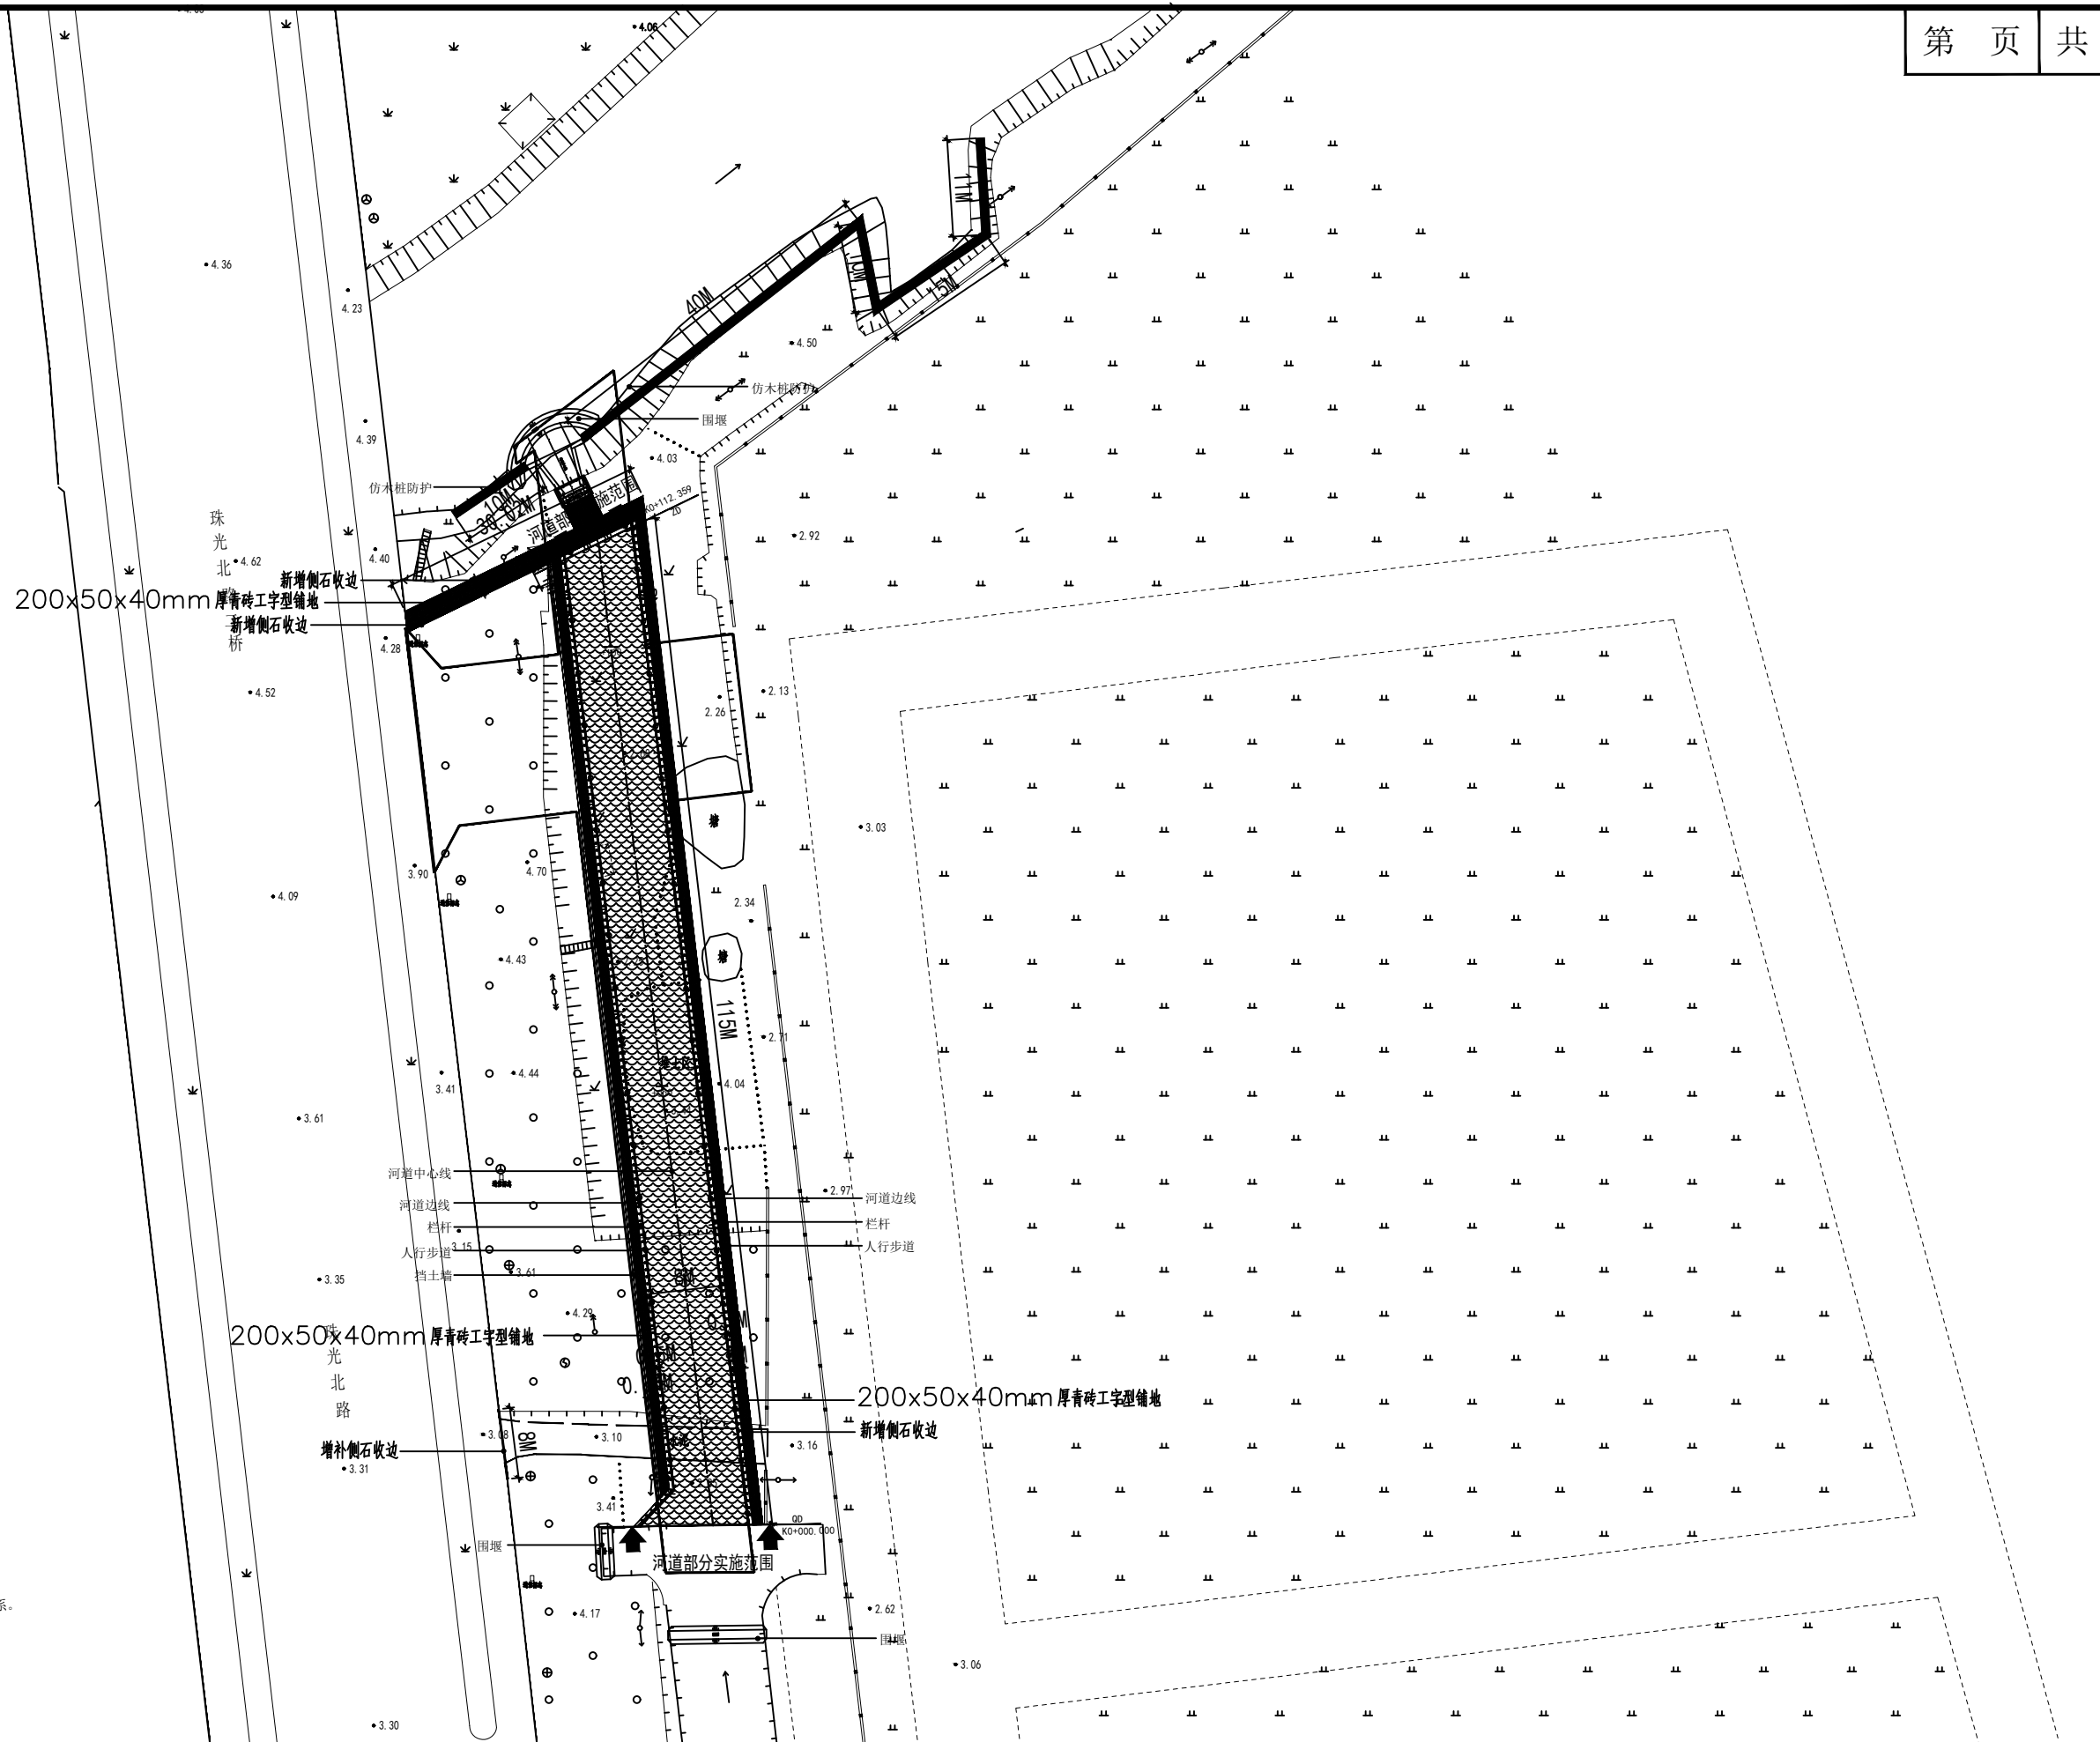 第 页 共
4.06
4.36
4.23
11M
10M
15M
40M
4.50
仿木桩防护
围堰
4.39
4.03
仿木桩防护
10M
30.02M
K0+112.359
ZD
2.92
珠
光
北
桥
4.62
4.40
新增侧石收边
200x50x40mm厚青砖工字型铺地
新增侧石收边
4.28
4.52
2.13
2.26
塘
3.03
3.90
4.70
4.09
2.34
4.43
塘
115M
2.71
4.44
4.04
3.41
3.61
河道中心线
2.97
河道边线
河道边线
栏杆
栏杆
人行步道
3.15
人行步道
挡土墙
3.61
3.35
8M
4.29
200x50x40mm厚青砖工字型铺地
珠
光
北
路
200x50x40mm厚青砖工字型铺地
新增侧石收边
3.08
8M
3.10
3.16
增补侧石收边
3.31
3.41
QD
K0+000.000
围堰
河道部分实施范围
系。
4.17
2.62
围堰
3.06
3.30